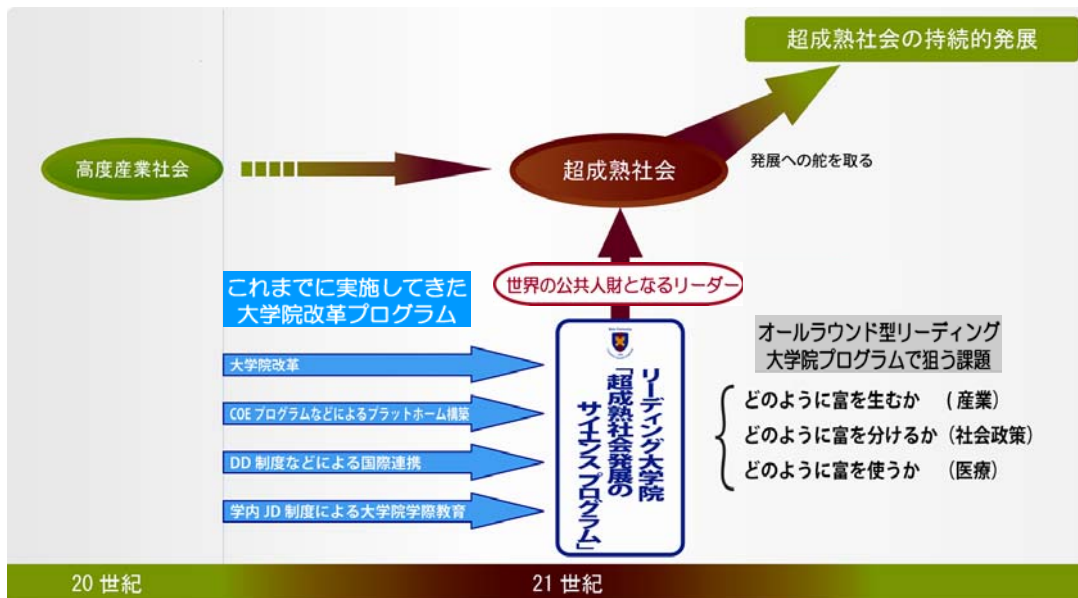 超成熟社会の持続的発展
高度産業社会
超成熟社会
発展への舵を取る
世界の公共人財となるリーダー
これまでに実施してきた
大学院改革プログラム
大学院改革
COEプログラムなどによるプラットホーム構築
DD制度などによる国際連携
学内JD制度による大学院学際教育
リーディング大学院
「超成熟社会発展の
サイエンスプログラム」
オールラウンド型リーディング
大学院プログラムで狙う課題
どのように富を生むか (産業)
どのように富を分けるか (社会政策)
どのように富を使うか (医療)
20世紀
21世紀